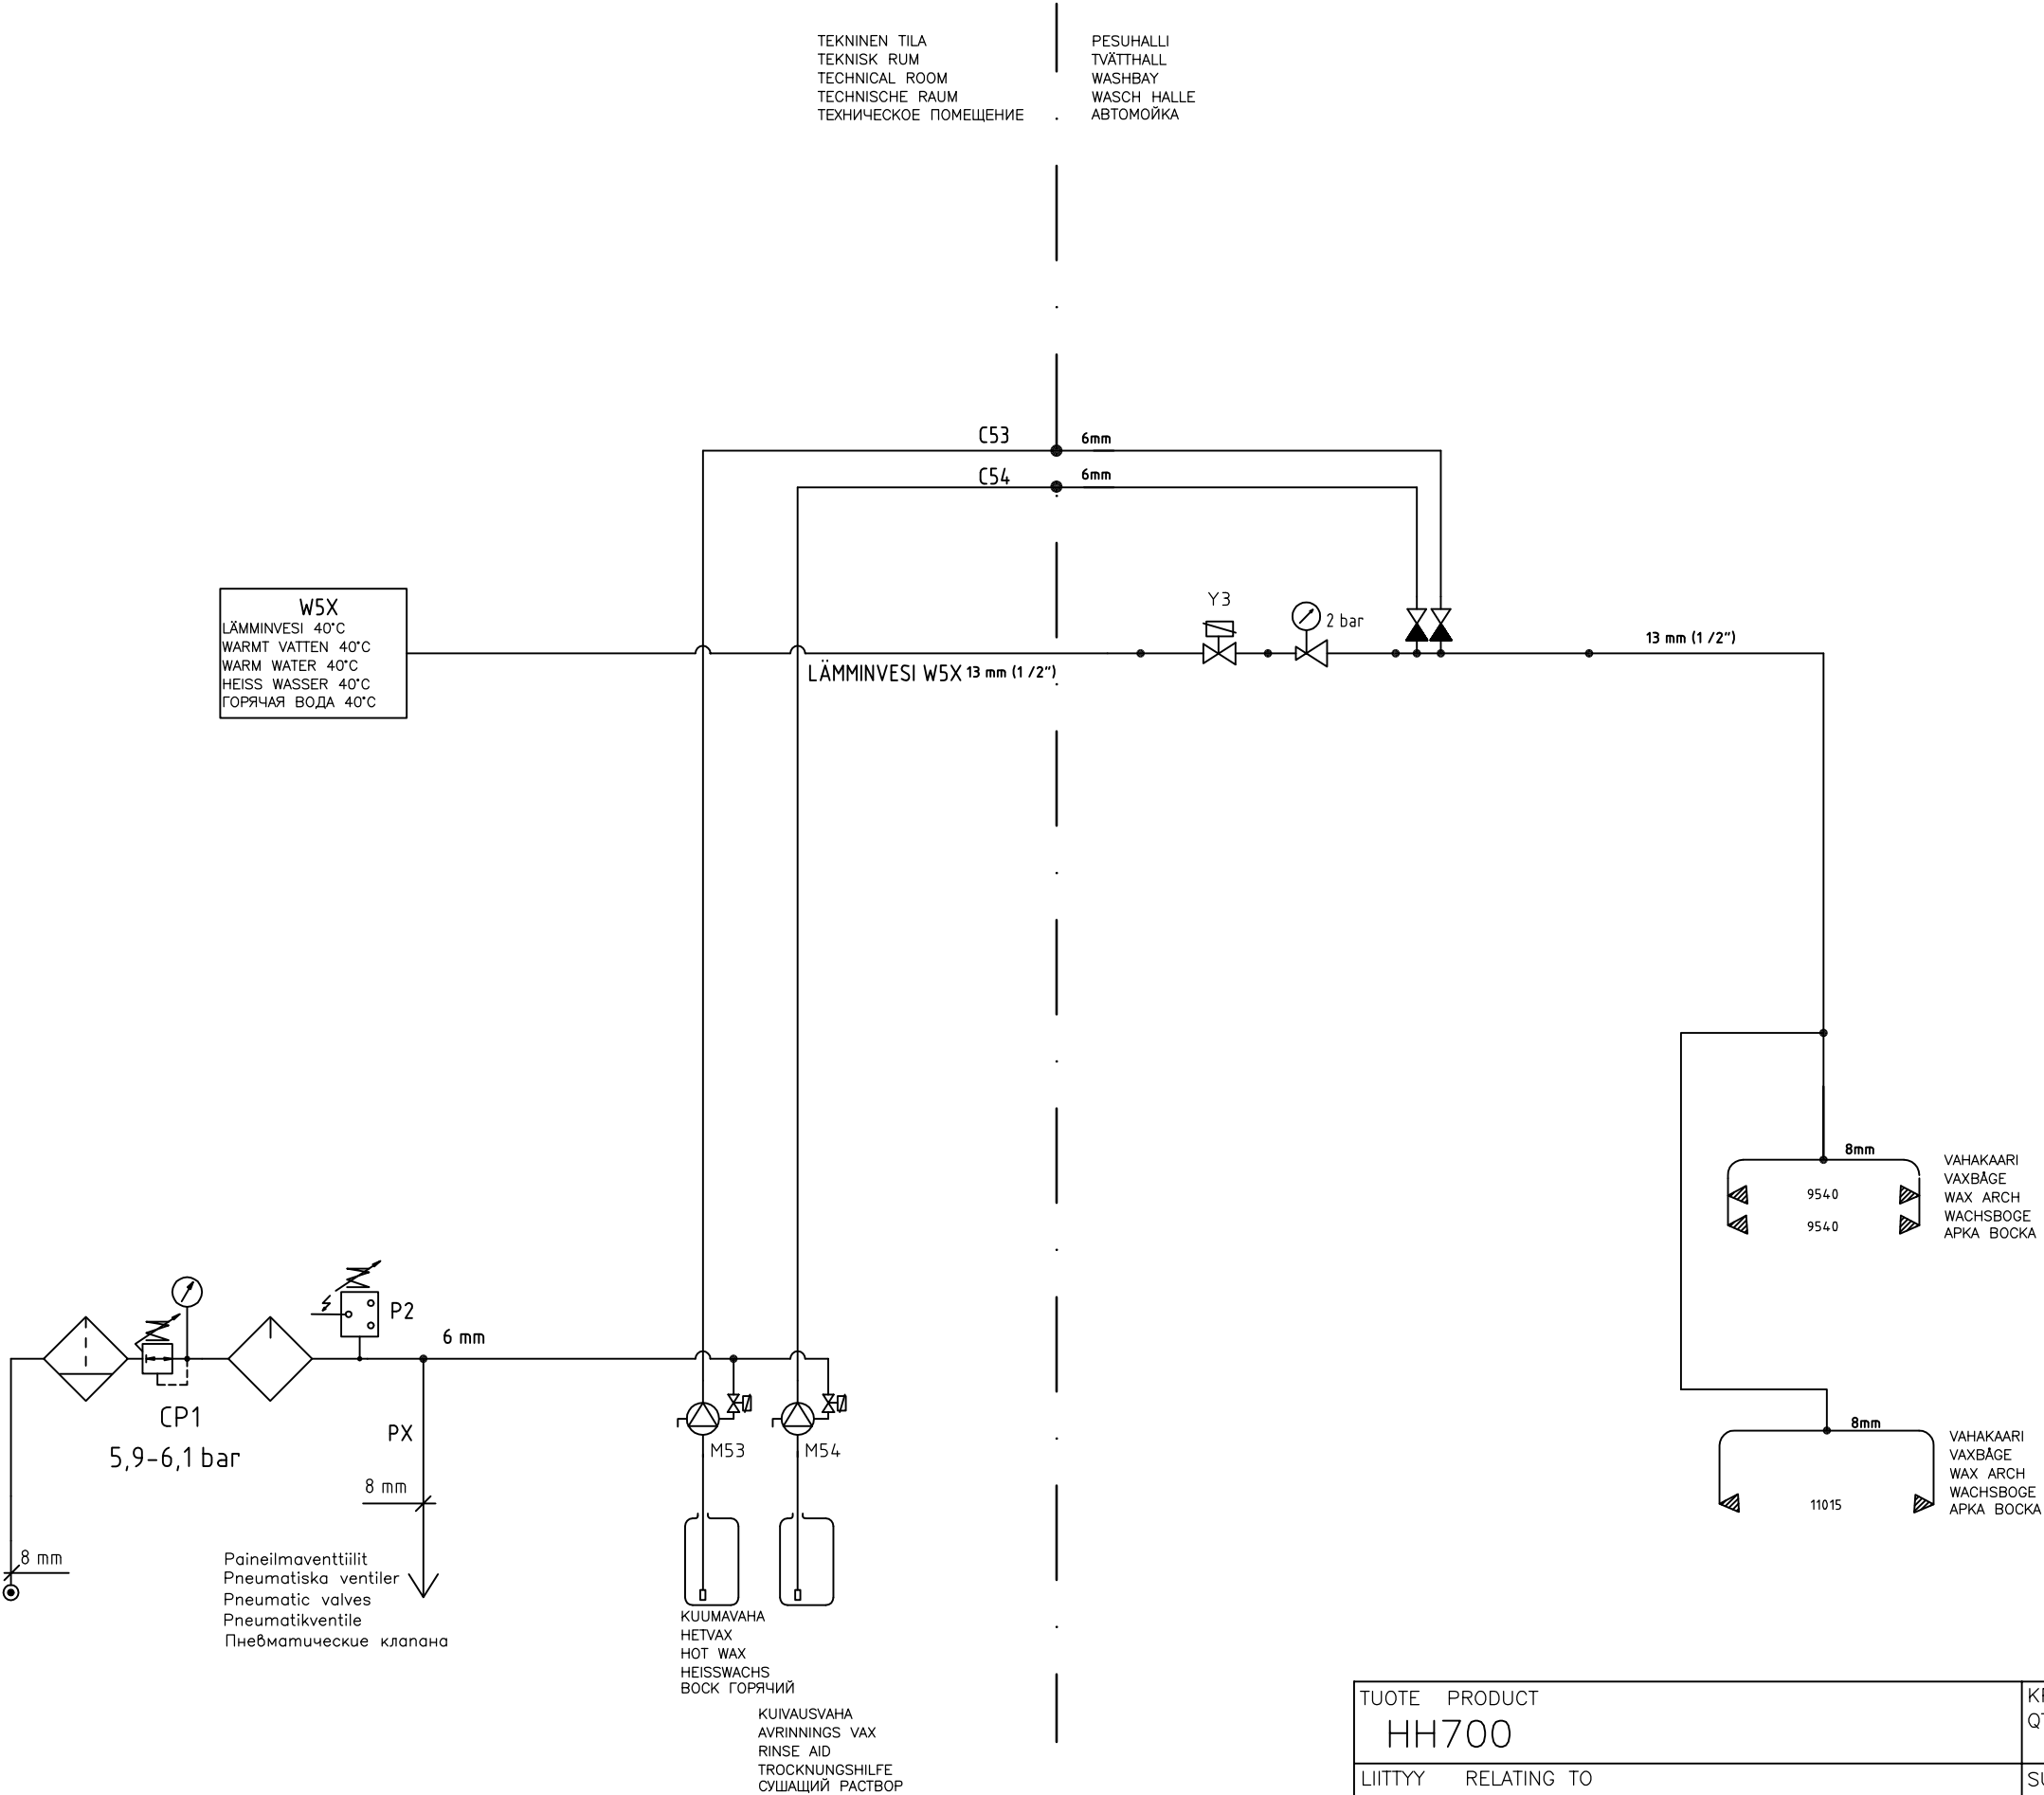 TEKNINEN TILA
TEKNISK RUM
TECHNICAL ROOM
TECHNISCHE RAUM
ТЕХНИЧЕСКОЕ ПОМЕЩЕНИЕ
PESUHALLI
TVÄTTHALL
WASHBAY
WASCH HALLE
АВТОМОЙКА
C53
6mm
C54
6mm
W5X
LÄMMINVESI 40°C
WARMT VATTEN 40°C
WARM WATER 40°C
HEISS WASSER 40°C
ГОРЯЧАЯ ВОДА 40°C
Y3
2 bar
13 mm (1 /2")
LÄMMINVESI W5X 13 mm (1 /2")
8mm
VAHAKAARI
VAXBÅGE
WAX ARCH
WACHSBOGE
АРКА ВОСКА
9540
9540
P2
6 mm
CP1
5,9-6,1 bar
PX
8 mm
M53
M54
8mm
VAHAKAARI
VAXBÅGE
WAX ARCH
WACHSBOGE
АРКА ВОСКА
11015
8 mm
Paineilmaventtiilit
Pneumatiska ventiler
Pneumatic valves
Pneumatikventile
Пневматические клапана
KUUMAVAHA
HETVAX
HOT WAX
HEISSWACHS
ВОСК ГОРЯЧИЙ
KUIVAUSVAHA
AVRINNINGS VAX
RINSE AID
TROCKNUNGSHILFE
СУШАЩИЙ РАСТВОР
TUOTE PRODUCT
HH700
LIITTYY RELATING TO